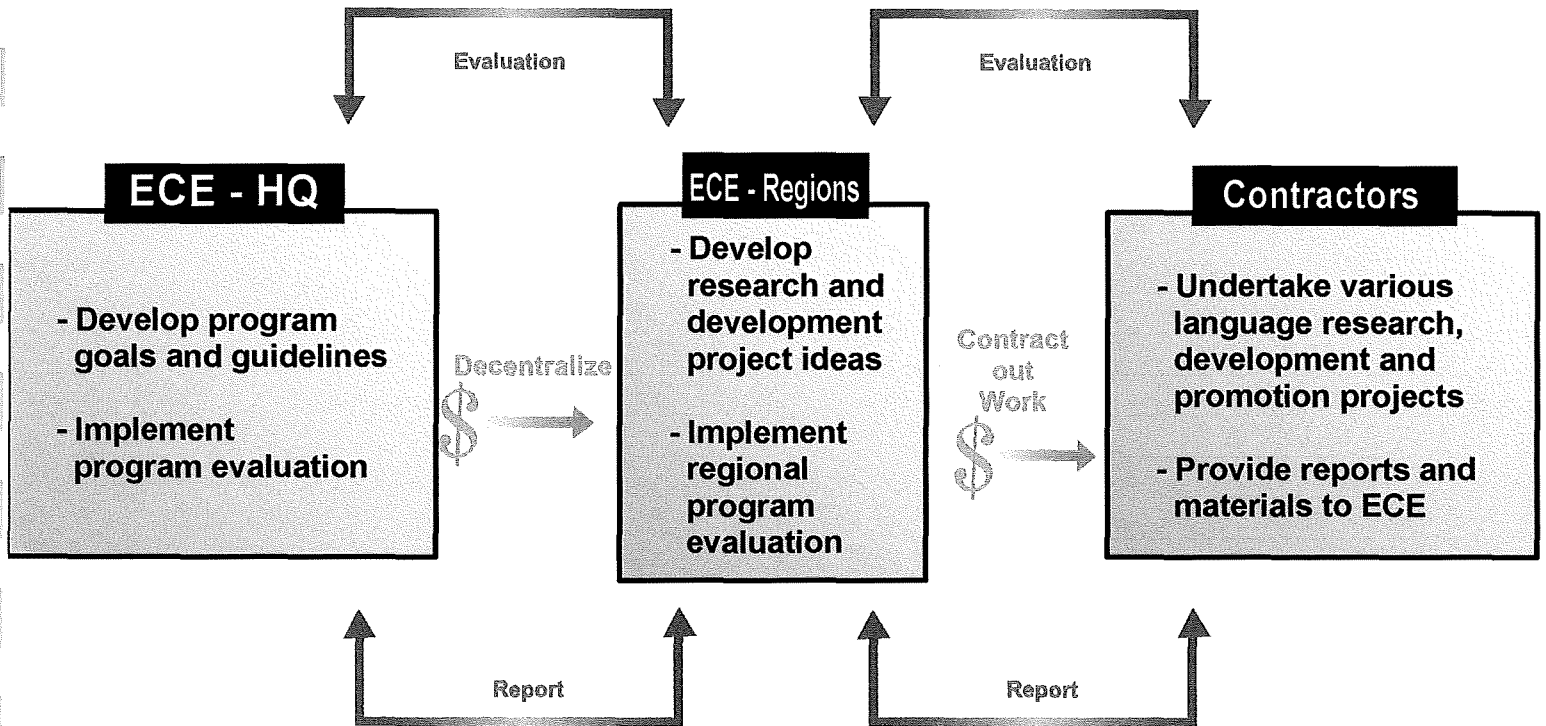 Evaluation
Evaluation
ECE - HQ
- Develop program
goals and guidelines
- Implement
program evaluation
Decentralize
$
ECE - Regions
- Develop
research and
development
project ideas
- Implement
regional
program
evaluation
Contract
out
Work
$
Contractors
- Undertake various
language research,
development and
promotion projects
- Provide reports and
materials to ECE
Report
Report